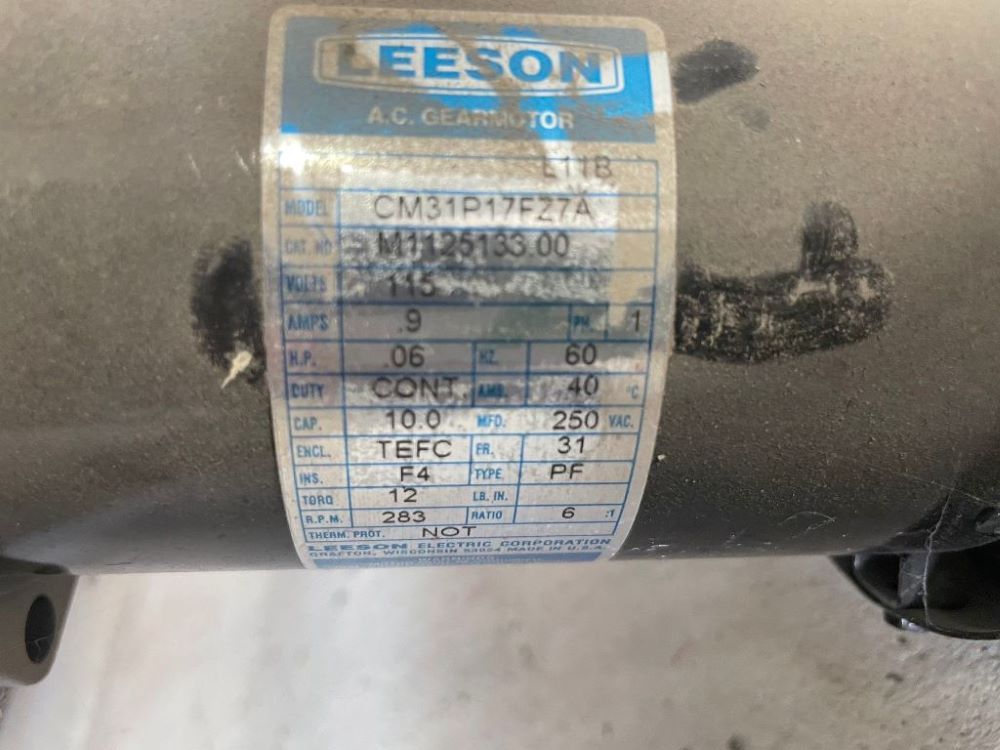 LEESON
A.C. GEARMOTOR
E11B
MODEL CM31P17FZ7A
CAT. NO M1125133.00
VOLTS 115
AMPS .9 PH. 1
H.P. .06 HZ. 60
DUTY CONT. AMB. 40 °C
CAP. 10.0 MFD. 250 VAC.
ENCL. TEFC FR. 31
INS. F4 TYPE PF
TORQ 12 LB. IN.
R.P.M. 283 RATIO 6 :1
THERM. PROT. NOT
LEESON ELECTRIC CORPORATION
GRAFTON, WISCONSIN 53024 MADE IN U.S.A.